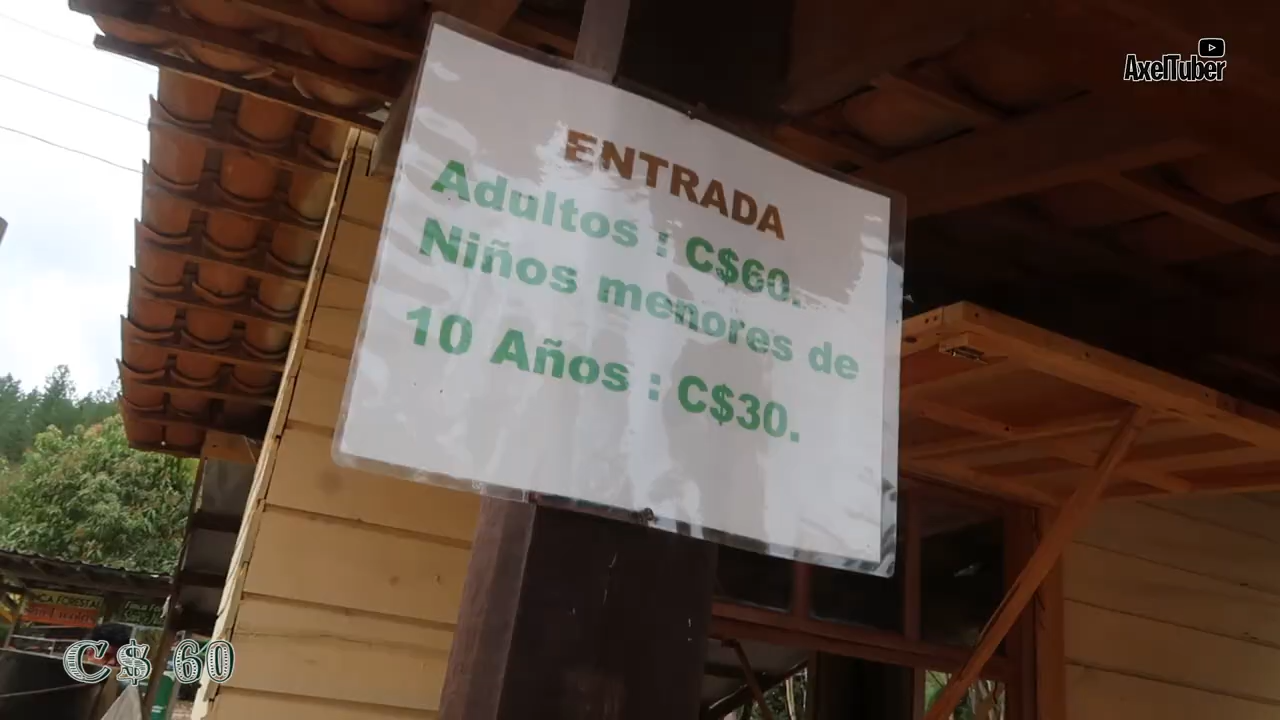 AxelTuber
ENTRADA
Adultos : C$60.
Niños menores de
10 Años : C$30.
C$ 60